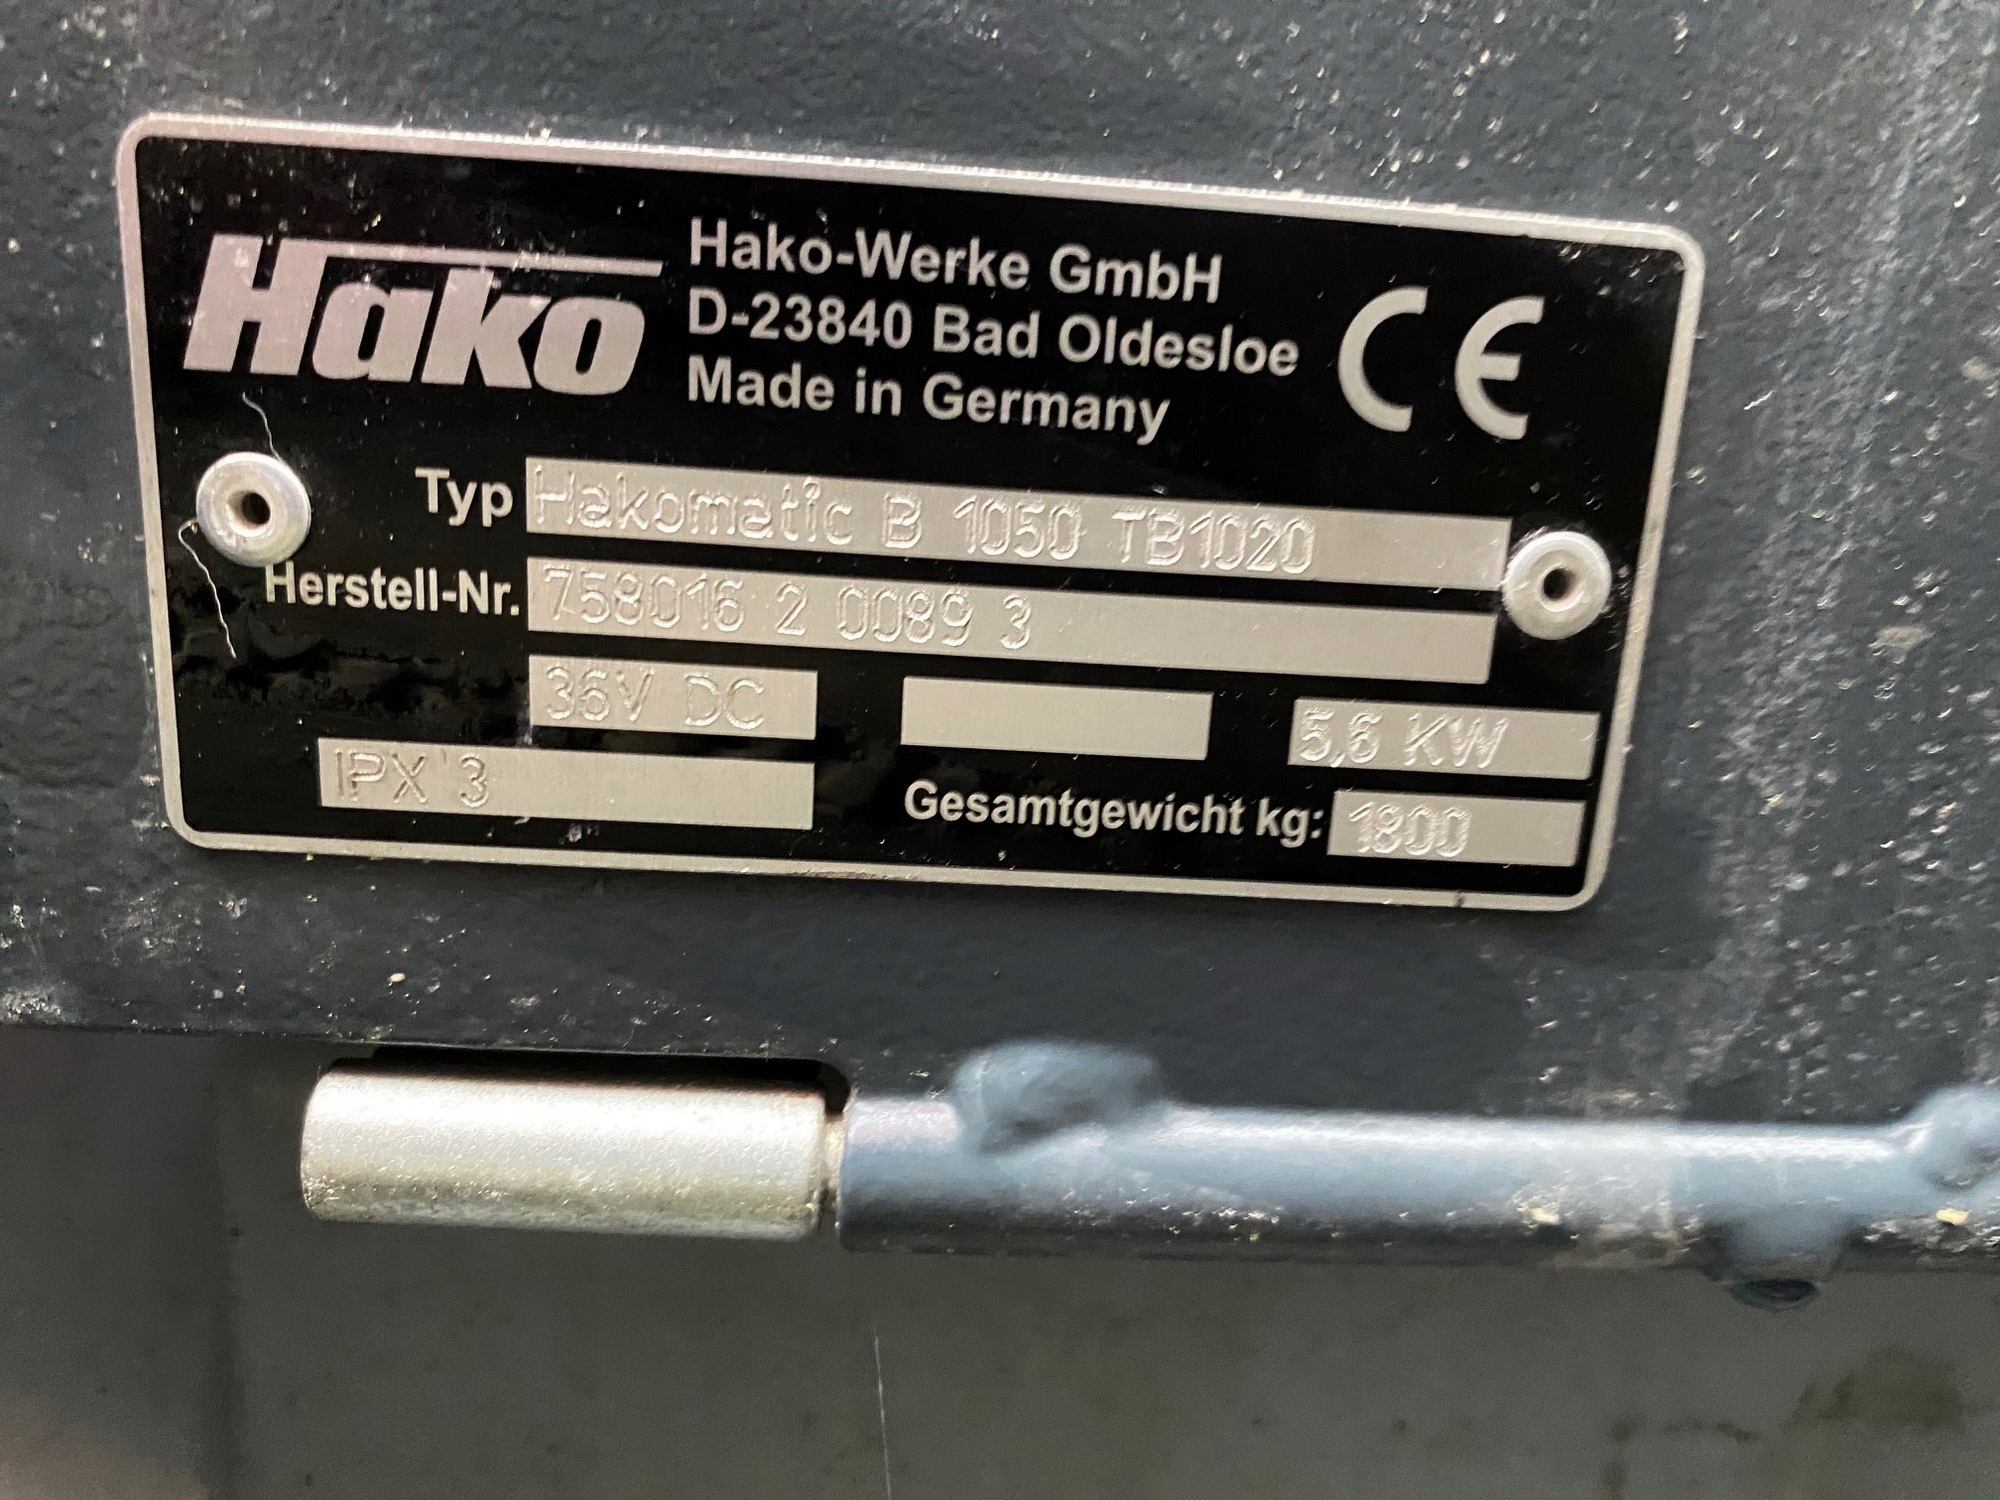 Hako
Hako-Werke GmbH
D-23840 Bad Oldesloe
Made in Germany
CE
Typ Hakomatic B 1050 TB1020
Herstell-Nr. 758016 2 0089 3
36V DC 5,6 KW
IPX 3 Gesamtgewicht kg: 1800